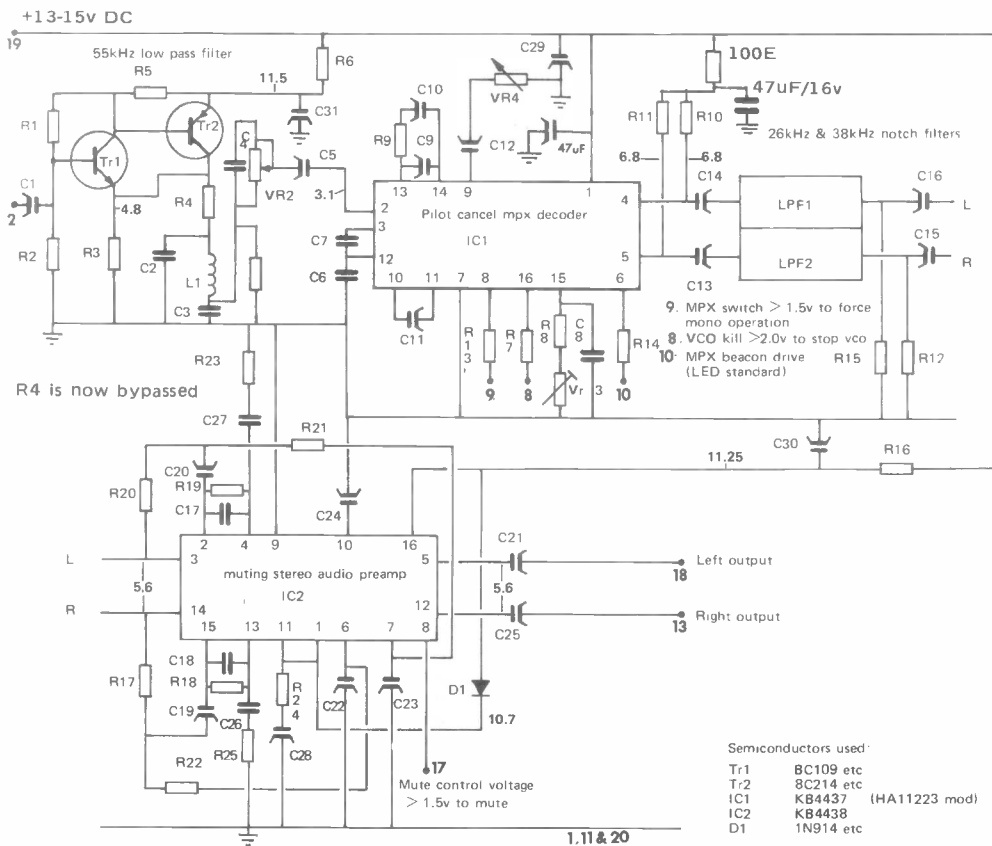 +13-15v DC
19
55kHz low pass filter
R5
11.5
R6
C31
R1
Tr1
Tr2
C4
VR2
C5
3.1
C1
2
4.8
R4
R2
R3
C2
L1
C3
C29
VR4
C10
R9
C9
C12
47uF
13
14
9
1
Pilot cancel mpx decoder
IC1
2
3
12
4
5
10
11
7
8
16
15
6
C7
C6
C11
R13
R7
R8
C8
Vr3
R14
9
8
10
100E
47uF/16v
R11
R10
26kHz & 38kHz notch filters
6.8
6.8
C14
C16
LPF1
L
C15
LPF2
R
C13
9. MPX switch > 1.5v to force
mono operation
8. VCO kill >2.0v to stop vco
10- MPX beacon drive
(LED standard)
R15
R12
R23
R4 is now bypassed
C27
R21
C30
11.25
R16
C20
R20
R19
C17
C24
2
4
9
10
16
L
3
muting stereo audio preamp
IC2
5
C21
18
Left output
5.6
5.6
R
14
12
C25
13
Right output
15
13
11
1
6
7
8
C18
R17
R18
R24
C22
C23
D1
C19
C26
10.7
R25
C28
R22
17
Mute control voltage
> 1.5v to mute
1,11 & 20
Semiconductors used:
Tr1 BC109 etc
Tr2 8C214 etc
IC1 KB4437 (HA11223 mod)
IC2 KB4438
D1 1N914 etc